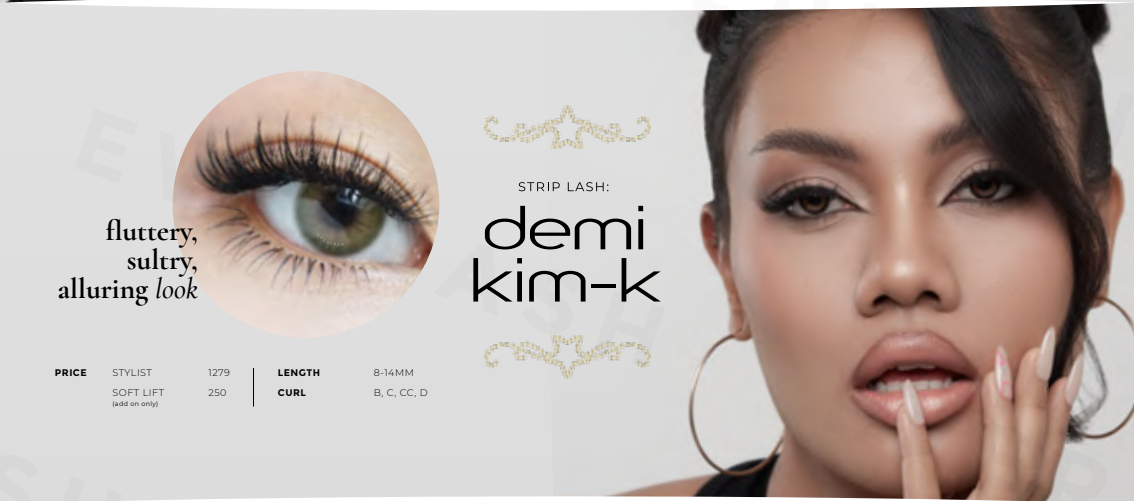 fluttery,
sultry,
alluring look
PRICE STYLIST 1279
SOFT LIFT 250
(add on only)
LENGTH 8-14MM
CURL B, C, CC, D
STRIP LASH:
demi
kim-k